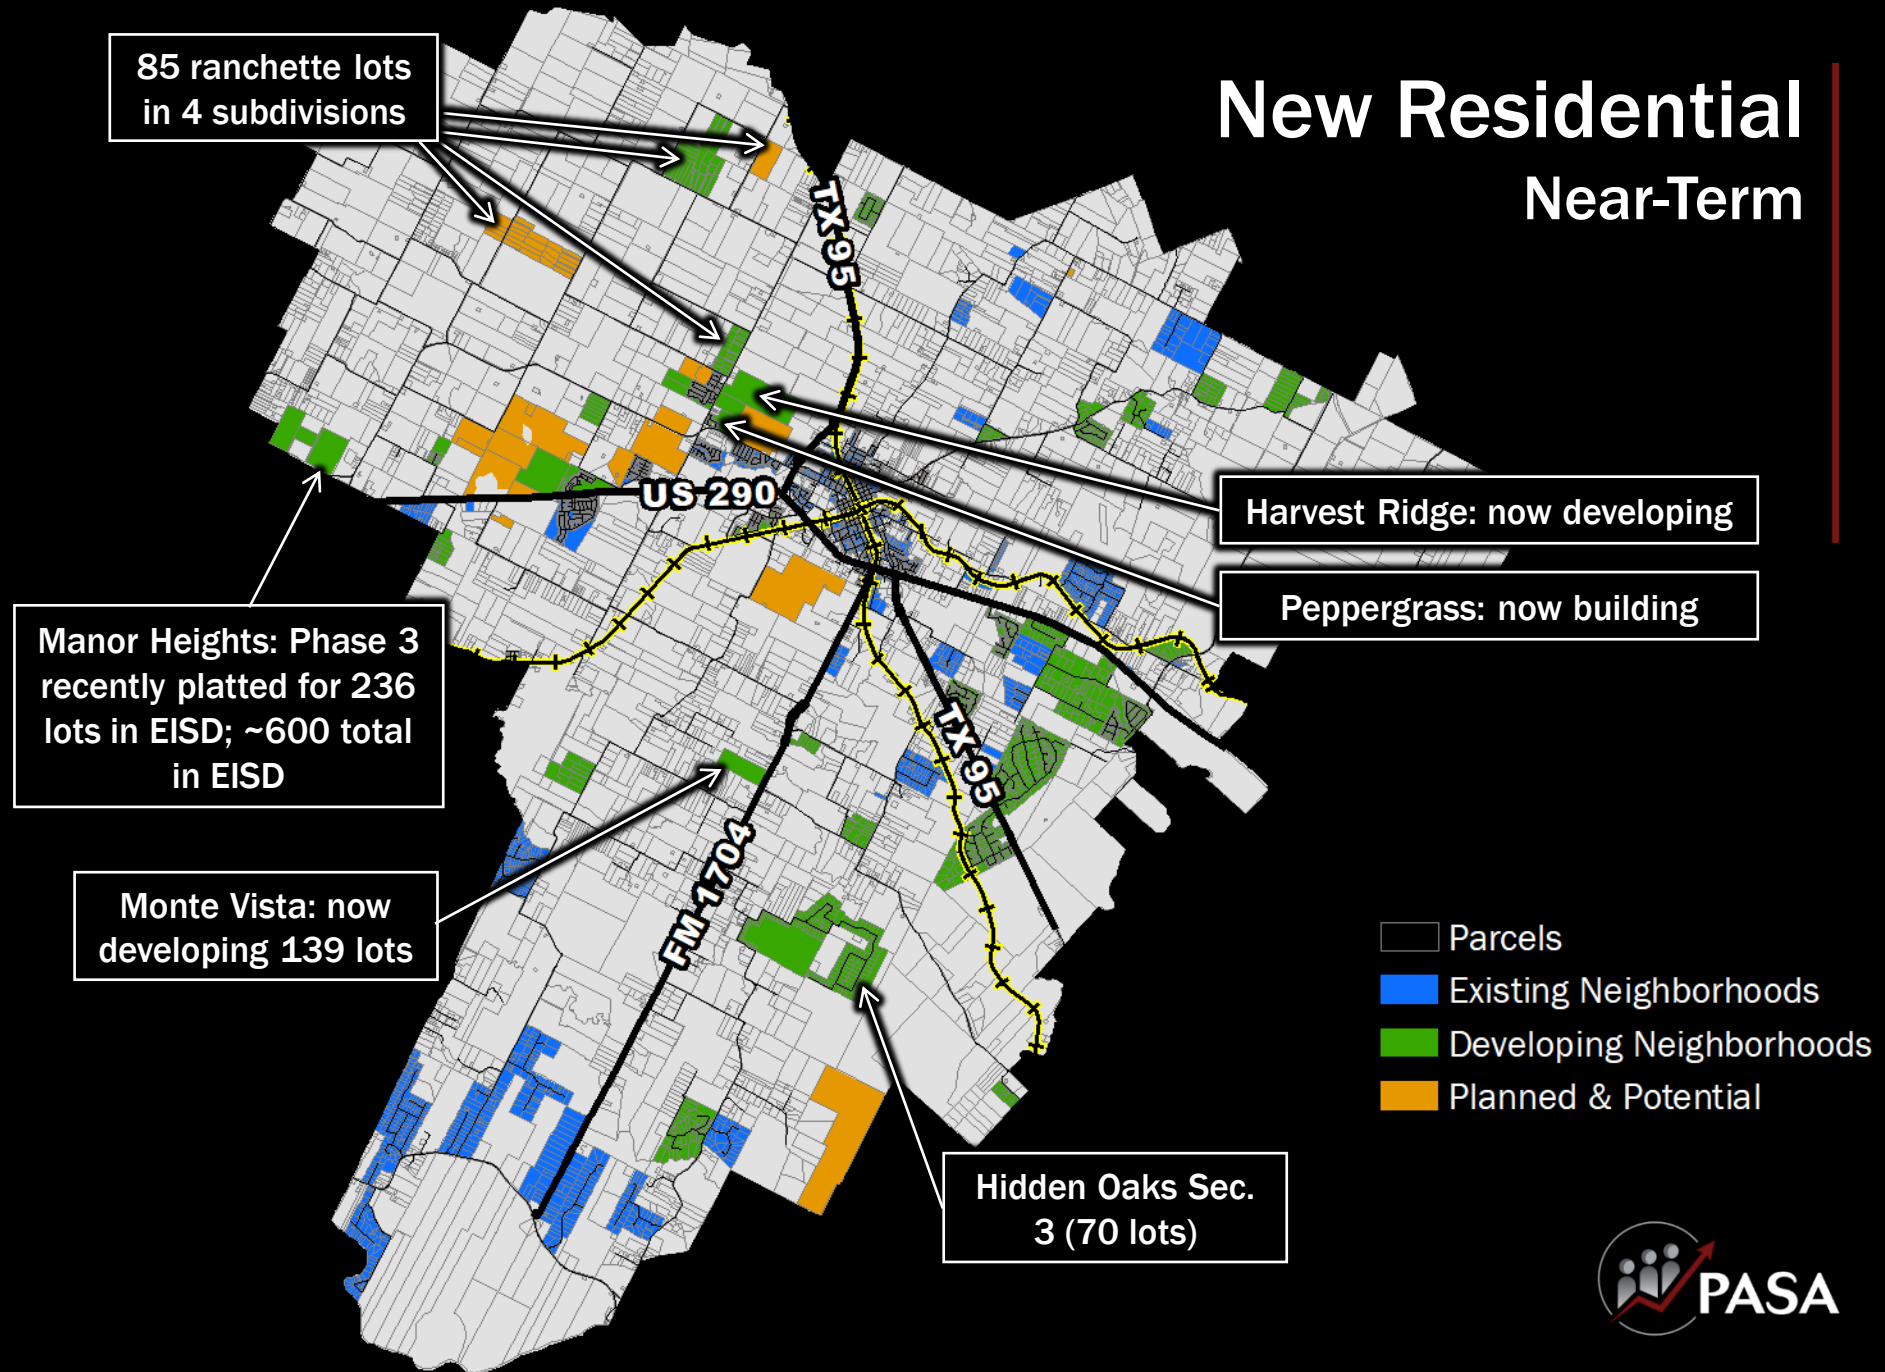 New Residential
Near-Term
85 ranchette lots
in 4 subdivisions
TX 95
US 290
Harvest Ridge: now developing
Peppergrass: now building
Manor Heights: Phase 3
recently platted for 236
lots in EISD; ~600 total
in EISD
TX 95
FM 1704
Monte Vista: now
developing 139 lots
Hidden Oaks Sec.
3 (70 lots)
Parcels
Existing Neighborhoods
Developing Neighborhoods
Planned & Potential
PASA